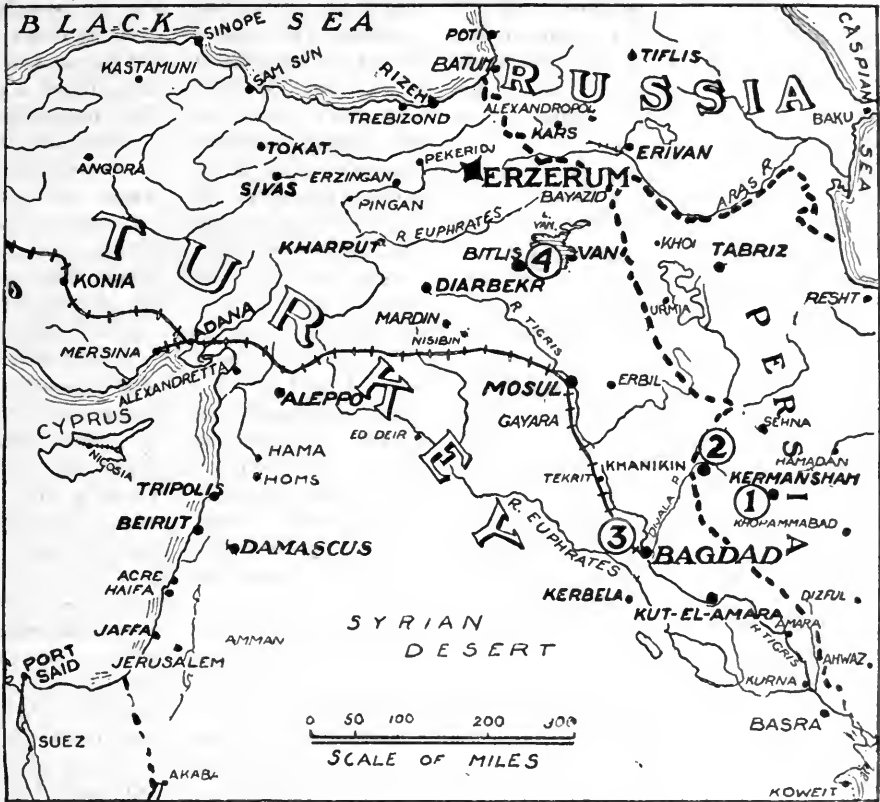 BLACK SEA
SINOPE
KASTAMUNI
SAM SUN
RIZEH
TREBIZOND
POTI
BATUM
RUSSIA
TIFLIS
CASPIAM
SEA
BAKU
ALEXANDROPOL
KARS
ERIVAN
ANGORA
TOKAT
SIVAS
ERZINGAN
PEKERIDJ
PINGAN
ERZERUM
BAYAZID
ARAS R.
TURKEY
KHARPUT
R EUPHRATES
L. VAN.
BITLIS
4
VAN
KHOI
TABRIZ
KONIA
ADANA
DIARBEKR
MARDIN
NISIBIN
R TIGRIS
URMIA
PERSIA
RESHT
MERSINA
ALEXANDRETTA
ALEPPO
MOSUL
ERBIL
GAYARA
CYPRUS
NICOSIA
HAMA
HOMS
ED DEIR
SEHNA
HAMADAN
2
KHANIKIN
KERMANSHAH
1
KHORAMMABAD
TEKRIT
DIALA R
TRIPOLIS
BEIRUT
DAMASCUS
R. EUPHRATES
3
BAGDAD
ACRE
HAIFA
KERBELA
KUT-EL-AMARA
DIZFUL
AMARA
JAFFA
AMMAN
SYRIAN
DESERT
R TIGRIS
AHWAZ
JERUSALEM
PORT
SAID
KURNA
BASRA
SUEZ
0 50 100 200 300
SCALE OF MILES
AKABA
KOWEIT